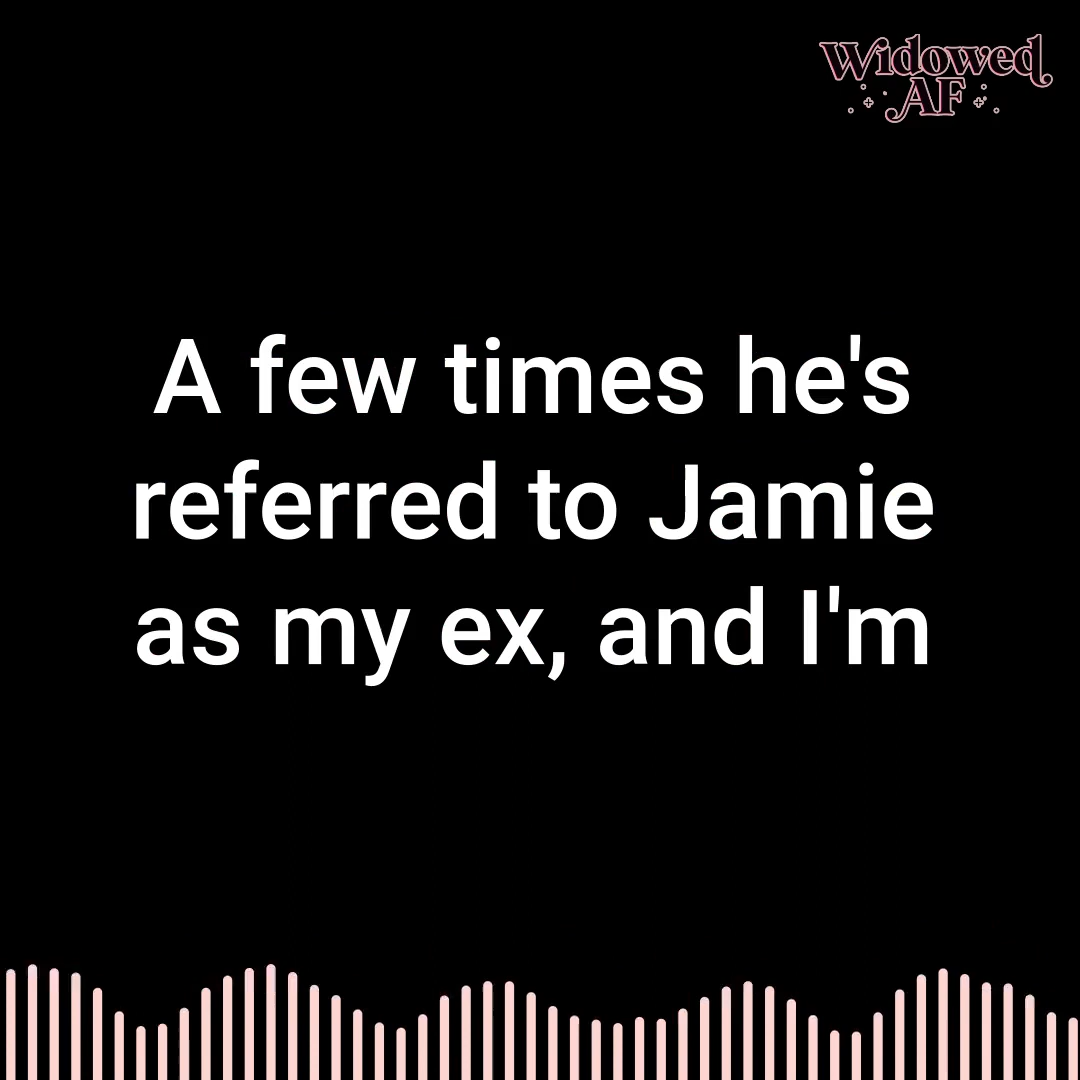 Widowed
AF
A few times he's
referred to Jamie
as my ex, and I'm